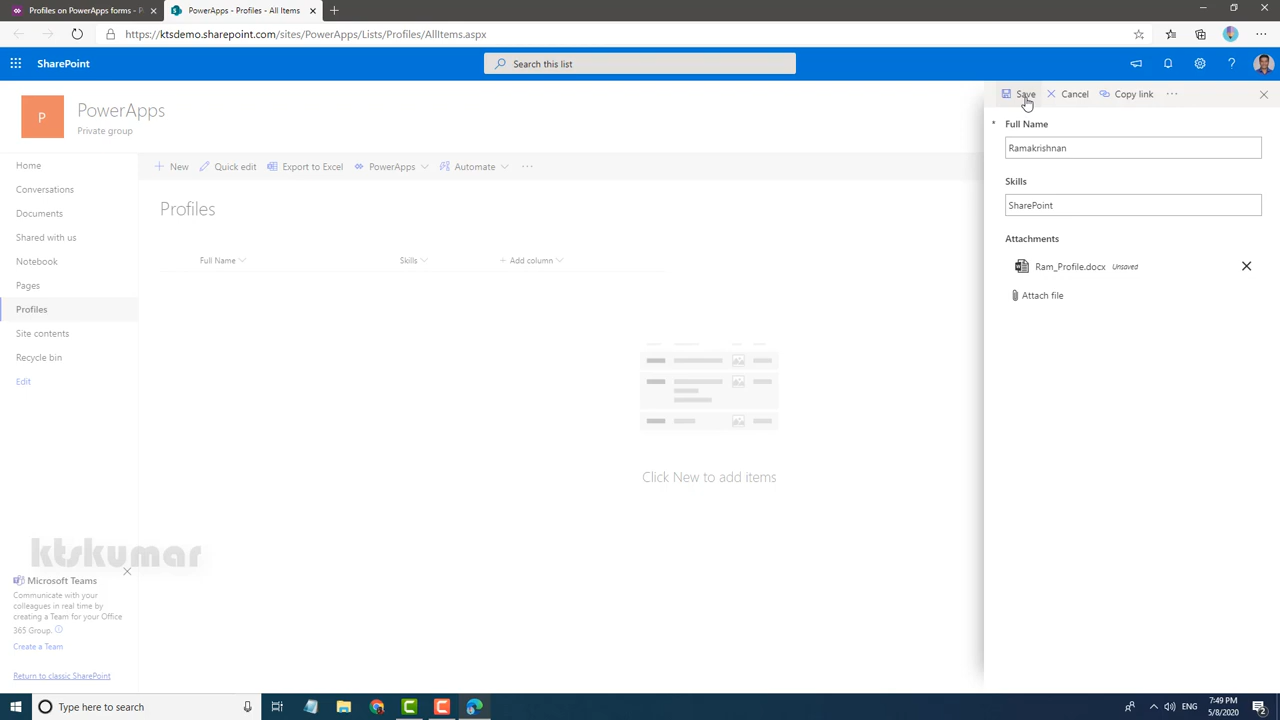 Profiles on PowerApps forms - P
PowerApps - Profiles - All Items
https://ktsdemo.sharepoint.com/sites/PowerApps/Lists/Profiles/AllItems.aspx
SharePoint
Search this list
P
PowerApps
Private group
Save
Cancel
Copy link
Home
Conversations
Documents
Shared with us
Notebook
Pages
Profiles
Site contents
Recycle bin
Edit
New
Quick edit
Export to Excel
PowerApps
Automate
Profiles
Full Name
Skills
Add column
Click New to add items
* Full Name
Ramakrishnan
Skills
SharePoint
Attachments
Ram_Profile.docx Unsaved
Attach file
ktskumar
Microsoft Teams
Communicate with your
colleagues in real time by
creating a Team for your Office
365 Group.
Create a Team
Return to classic SharePoint
Type here to search
ENG
7:49 PM
5/8/2020
2